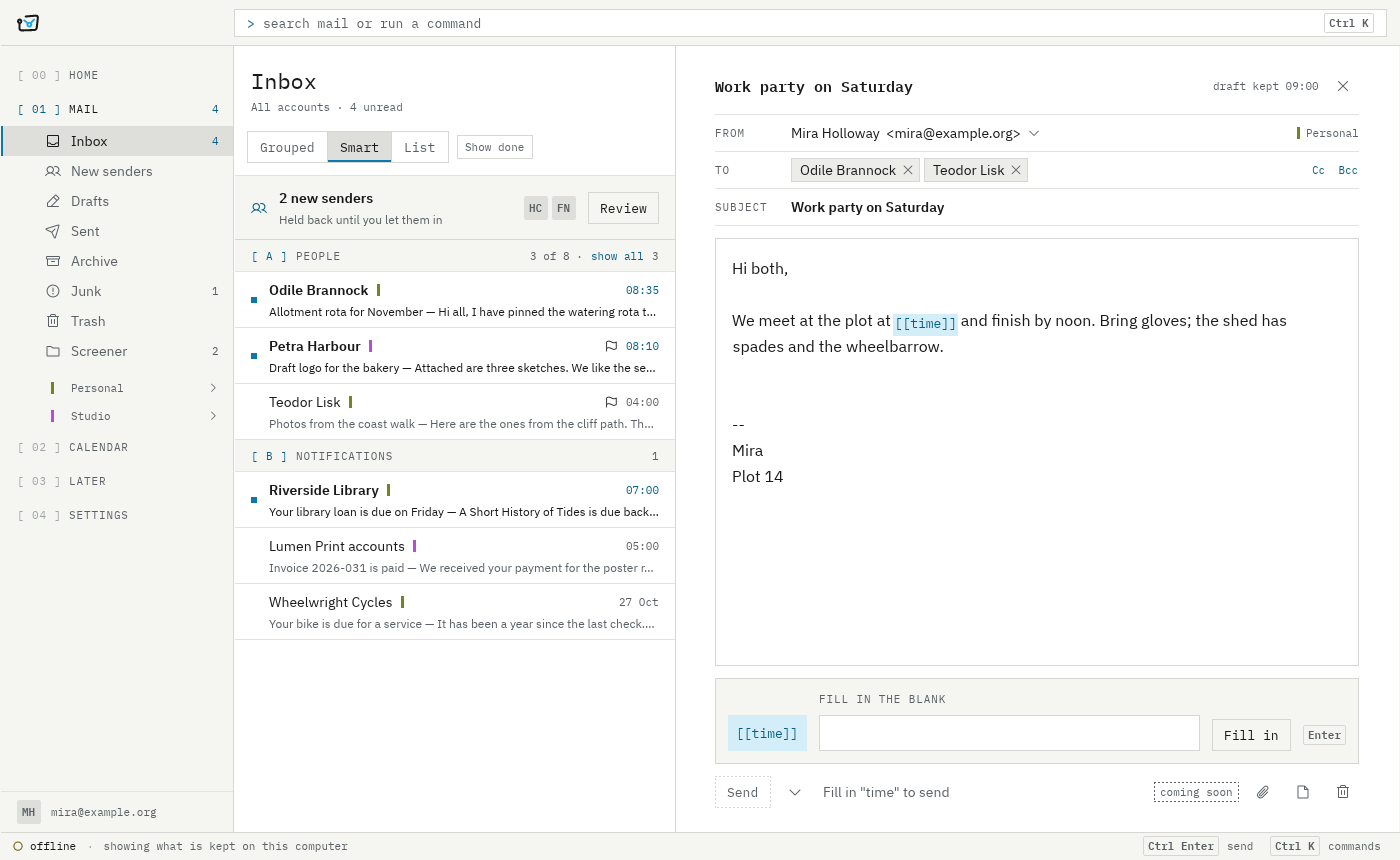 > search mail or run a command
Ctrl K
[ 00 ] HOME
[ 01 ] MAIL 4
Inbox 4
New senders
Drafts
Sent
Archive
Junk 1
Trash
Screener 2
Personal
Studio
[ 02 ] CALENDAR
[ 03 ] LATER
[ 04 ] SETTINGS
MH mira@example.org
Inbox
All accounts · 4 unread
Grouped Smart List Show done
2 new senders
Held back until you let them in
HC FN Review
[ A ] PEOPLE 3 of 8 · show all 3
Odile Brannock 08:35
Allotment rota for November — Hi all, I have pinned the watering rota t...
Petra Harbour 08:10
Draft logo for the bakery — Attached are three sketches. We like the se...
Teodor Lisk 04:00
Photos from the coast walk — Here are the ones from the cliff path. Th...
[ B ] NOTIFICATIONS 1
Riverside Library 07:00
Your library loan is due on Friday — A Short History of Tides is due back...
Lumen Print accounts 05:00
Invoice 2026-031 is paid — We received your payment for the poster r...
Wheelwright Cycles 27 Oct
Your bike is due for a service — It has been a year since the last check....
Work party on Saturday draft kept 09:00
FROM Mira Holloway <mira@example.org> Personal
TO Odile Brannock Teodor Lisk Cc Bcc
SUBJECT Work party on Saturday
Hi both,
We meet at the plot at [[time]] and finish by noon. Bring gloves; the shed has
spades and the wheelbarrow.
--
Mira
Plot 14
FILL IN THE BLANK
[[time]] Fill in Enter
Send Fill in "time" to send coming soon
offline · showing what is kept on this computer
Ctrl Enter send Ctrl K commands